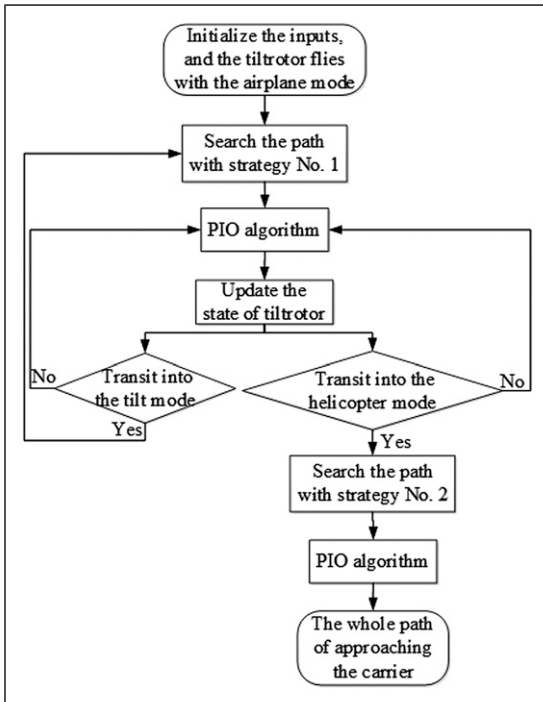 Initialize the inputs,
and the tiltrotor flies
with the airplane mode
Search the path
with strategy No. 1
PIO algorithm
Update the
state of tiltrotor
No
Transit into
the tilt mode
Yes
Transit into the
helicopter mode
No
Yes
Search the path
with strategy No. 2
PIO algorithm
The whole path
of approaching
the carrier